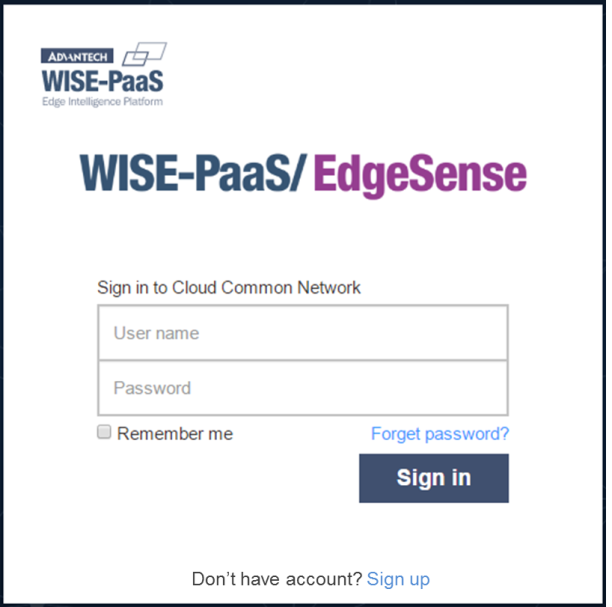 ADVANTECH
WISE-PaaS
Edge Intelligence Platform
WISE-PaaS/ EdgeSense
Sign in to Cloud Common Network
User name
Password
Remember me Forget password?
Sign in
Don’t have account? Sign up